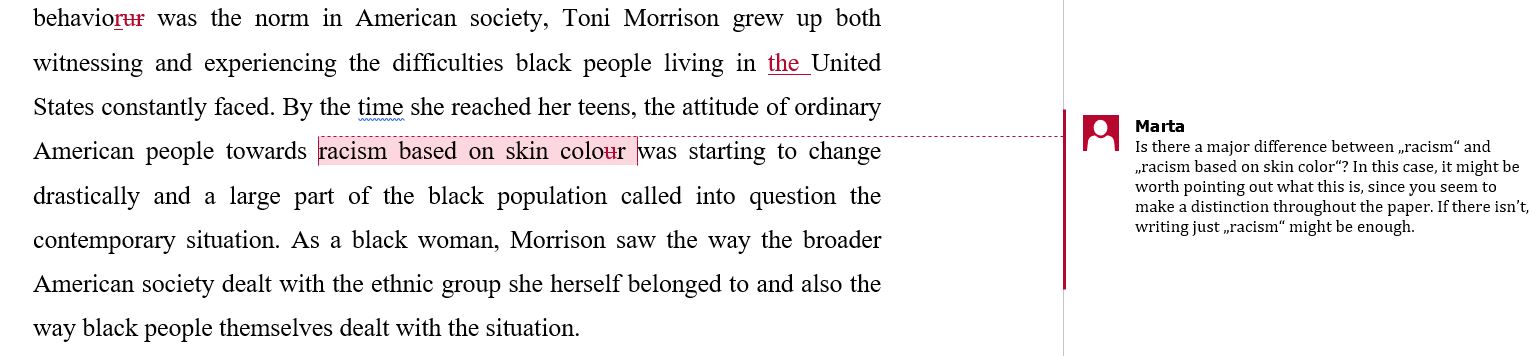 behaviorur was the norm in American society, Toni Morrison grew up both
witnessing and experiencing the difficulties black people living in the United
States constantly faced. By the time she reached her teens, the attitude of ordinary
American people towards racism based on skin colour was starting to change
drastically and a large part of the black population called into question the
contemporary situation. As a black woman, Morrison saw the way the broader
American society dealt with the ethnic group she herself belonged to and also the
way black people themselves dealt with the situation.
Marta
Is there a major difference between „racism“ and
„racism based on skin color“? In this case, it might be
worth pointing out what this is, since you seem to
make a distinction throughout the paper. If there isn’t,
writing just „racism“ might be enough.